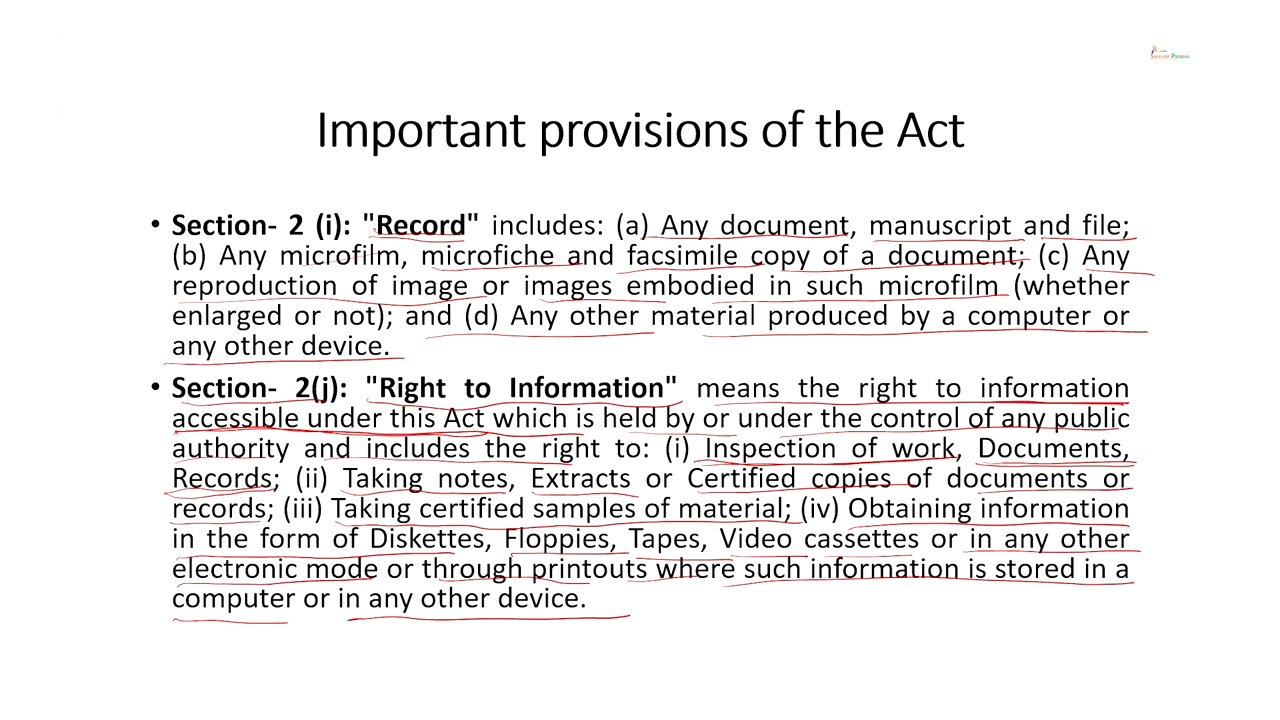 Important provisions of the Act
• Section- 2 (i): "Record" includes: (a) Any document, manuscript and file;
(b) Any microfilm, microfiche and facsimile copy of a document; (c) Any
reproduction of image or images embodied in such microfilm (whether
enlarged or not); and (d) Any other material produced by a computer or
any other device.
• Section- 2(j): "Right to Information" means the right to information
accessible under this Act which is held by or under the control of any public
authority and includes the right to: (i) Inspection of work, Documents,
Records; (ii) Taking notes, Extracts or Certified copies of documents or
records; (iii) Taking certified samples of material; (iv) Obtaining information
in the form of Diskettes, Floppies, Tapes, Video cassettes or in any other
electronic mode or through printouts where such information is stored in a
computer or in any other device.